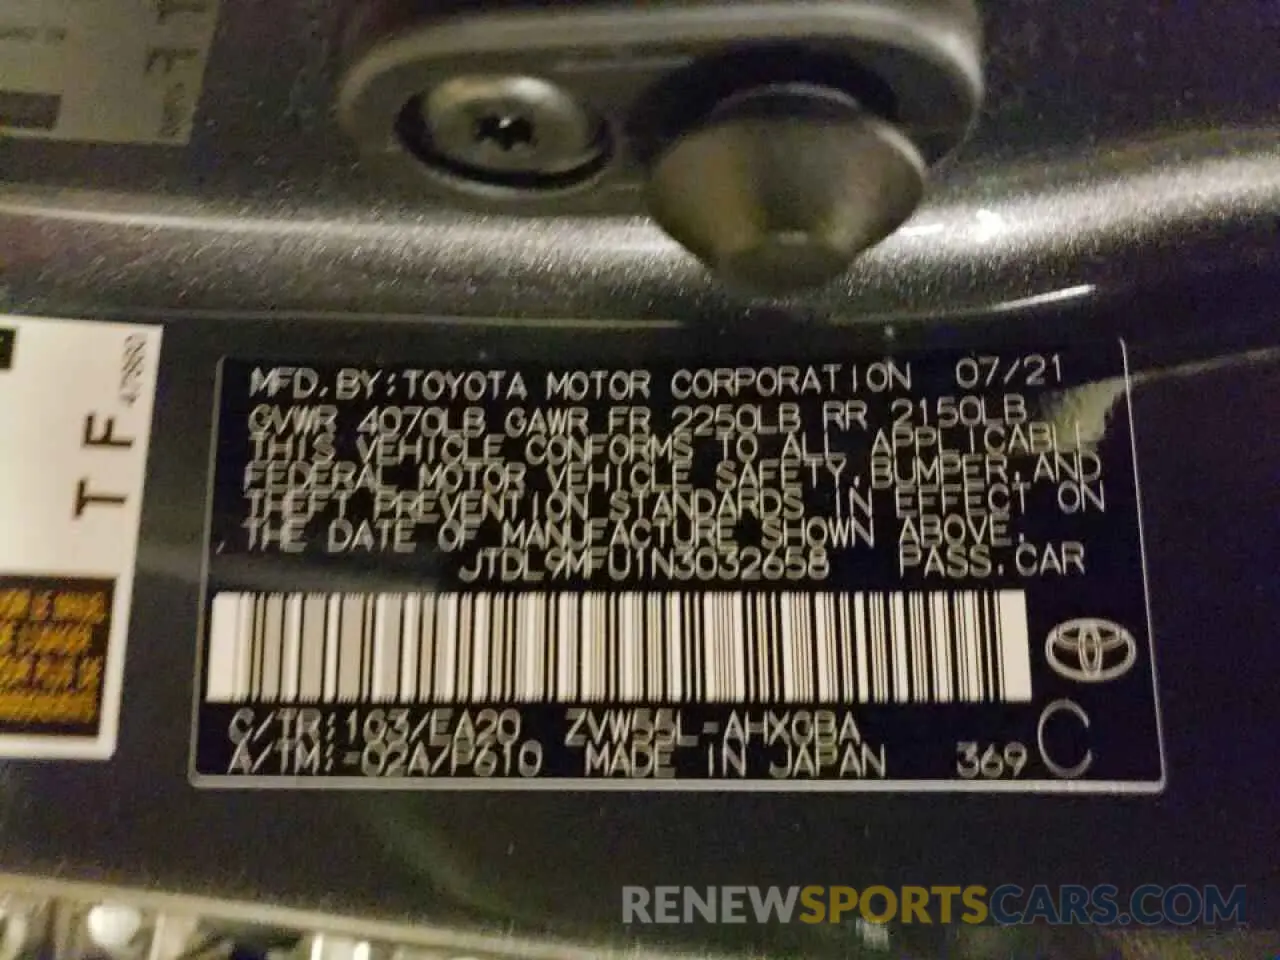 MFD.BY:TOYOTA MOTOR CORPORATION 07/21
GVWR 4070LB GAWR FR 2250LB RR 2150LB
THIS VEHICLE CONFORMS TO ALL APPLICABLE
FEDERAL MOTOR VEHICLE SAFETY,BUMPER,AND
THEFT PREVENTION STANDARDS IN EFFECT ON
THE DATE OF MANUFACTURE SHOWN ABOVE.
JTDL9MFU1N3032658 PASS.CAR
C/TR:1G3/EA20 ZVW55L-AHXGBA
A/TM:-02A/P610 MADE IN JAPAN 369 C
TF
RENEWSPORTSCARS.COM